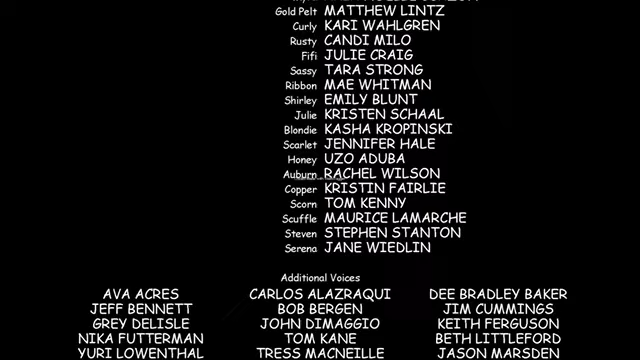 Gold Pelt MATTHEW LINTZ
Curly KARI WAHLGREN
Rusty CANDI MILO
Fifi JULIE CRAIG
Sassy TARA STRONG
Ribbon MAE WHITMAN
Shirley EMILY BLUNT
Julie KRISTEN SCHAAL
Blondie KASHA KROPINSKI
Scarlet JENNIFER HALE
Honey UZO ADUBA
Auburn RACHEL WILSON
Copper KRISTIN FAIRLIE
Scorn TOM KENNY
Scuffle MAURICE LAMARCHE
Steven STEPHEN STANTON
Serena JANE WIEDLIN
Additional Voices
AVA ACRES CARLOS ALAZRAQUI DEE BRADLEY BAKER
JEFF BENNETT BOB BERGEN JIM CUMMINGS
GREY DELISLE JOHN DIMAGGIO KEITH FERGUSON
NIKA FUTTERMAN TOM KANE BETH LITTLEFORD
YURI LOWENTHAL TRESS MACNEILLE JASON MARSDEN